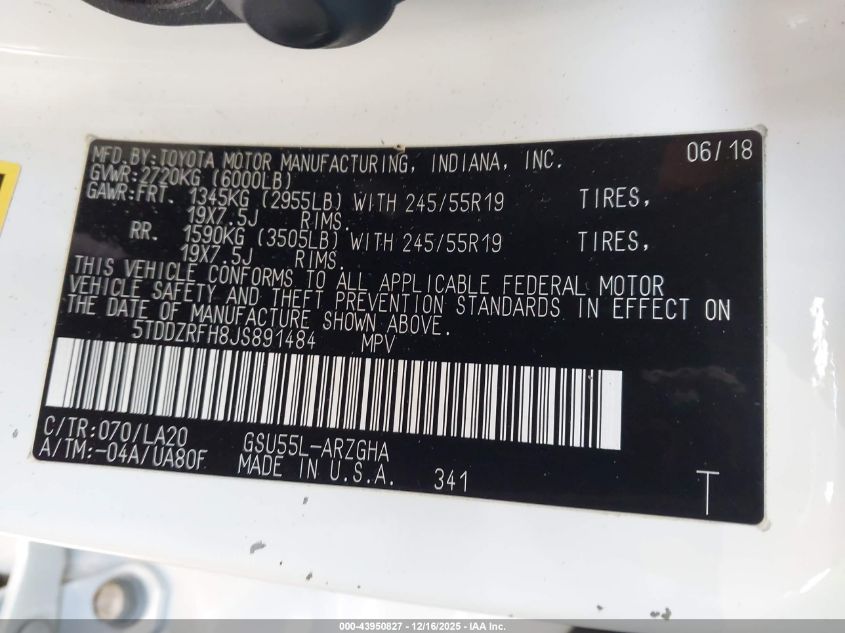 MFD.BY:TOYOTA MOTOR MANUFACTURING, INDIANA, INC. 06/18
GVWR:2720KG (6000LB)
GAWR:FRT. 1345KG (2955LB) WITH 245/55R19 TIRES,
19X7.5J RIMS.
RR. 1590KG (3505LB) WITH 245/55R19 TIRES,
19X7.5J RIMS.
THIS VEHICLE CONFORMS TO ALL APPLICABLE FEDERAL MOTOR
VEHICLE SAFETY AND THEFT PREVENTION STANDARDS IN EFFECT ON
THE DATE OF MANUFACTURE SHOWN ABOVE.
5TDDZRFH8JS891484 MPV
C/TR:070/LA20 GSU55L-ARZGHA
A/TM:-04A/UA80F MADE IN U.S.A. 341 T
000-43950827 - 12/16/2025 - IAA Inc.